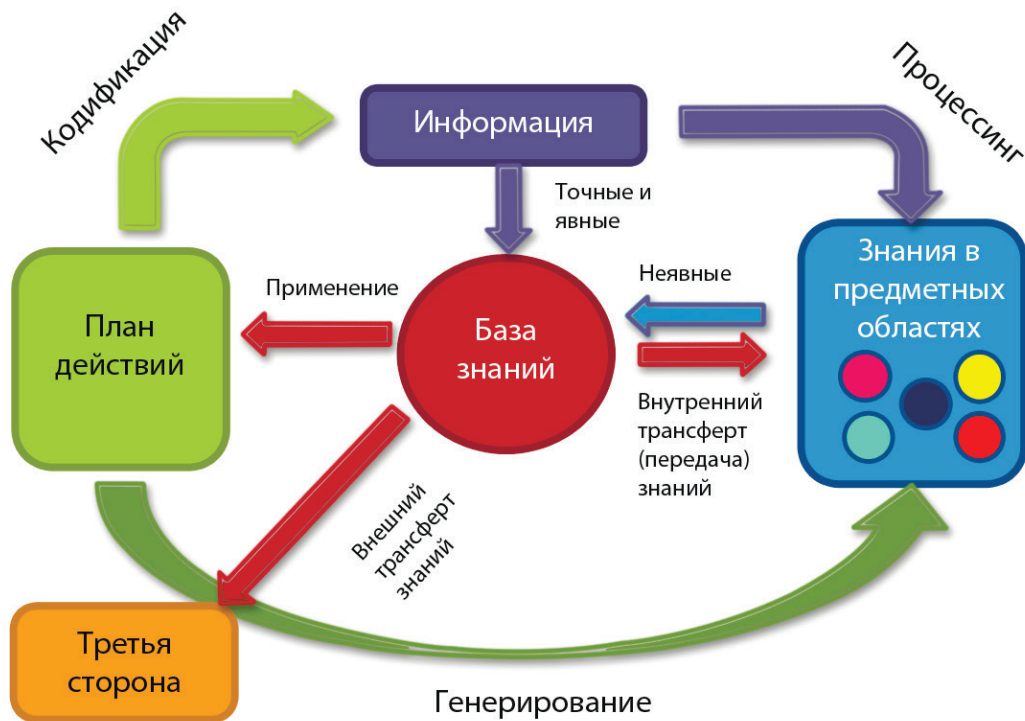 Кодификация
Процессинг
Информация
Точные и
явные
Знания в
предметных
областях
Применение
Неявные
План
действий
База
знаний
Внутренний
трансферт
(передача)
знаний
Внешний
трансферт
знаний
Третья
сторона
Генерирование